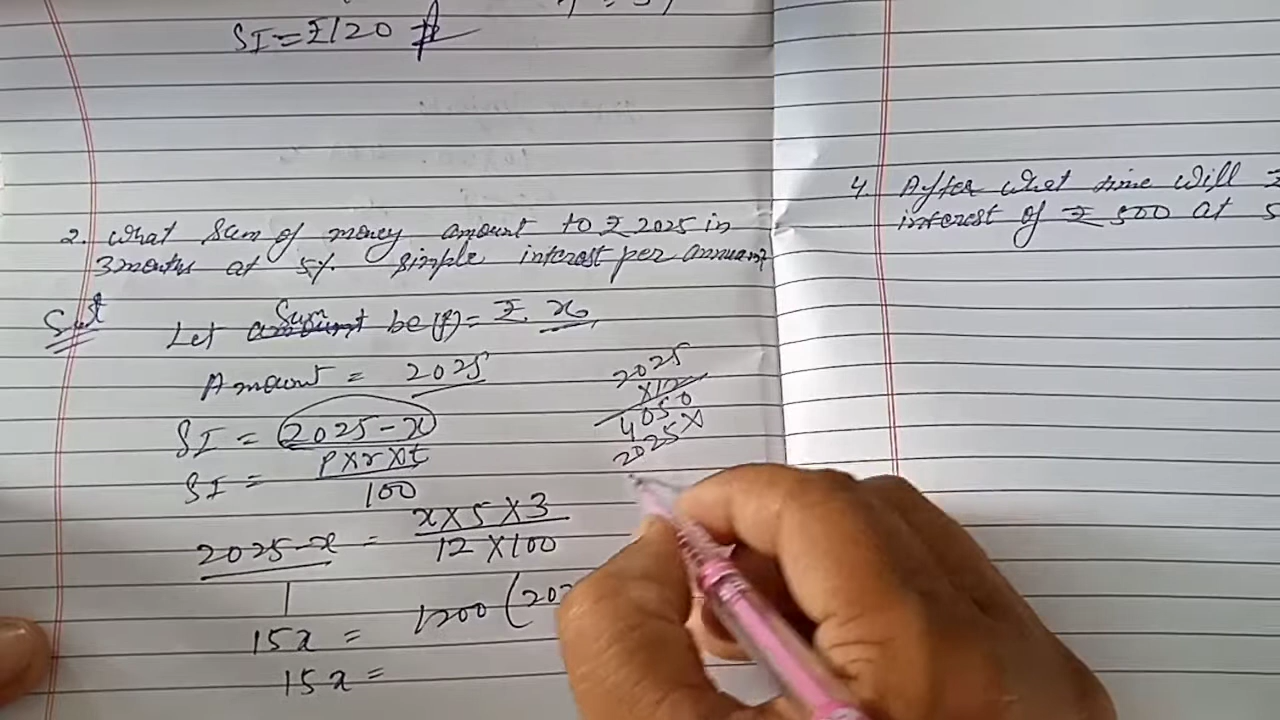 SI = ₹120
2. What Sum of money amount to ₹ 2025 in
3 months at 5% simple interest per annum?
Let amount Sum be (P) = ₹. x
Amount = 2025
SI = 2025 - x
SI = P×r×t
100
2025 - x = x × 5 × 3
12 × 100
15x = 1200 (202
15x =
2025
×12
4050
2025×
4. After what time will ₹
interest of ₹ 500 at 5